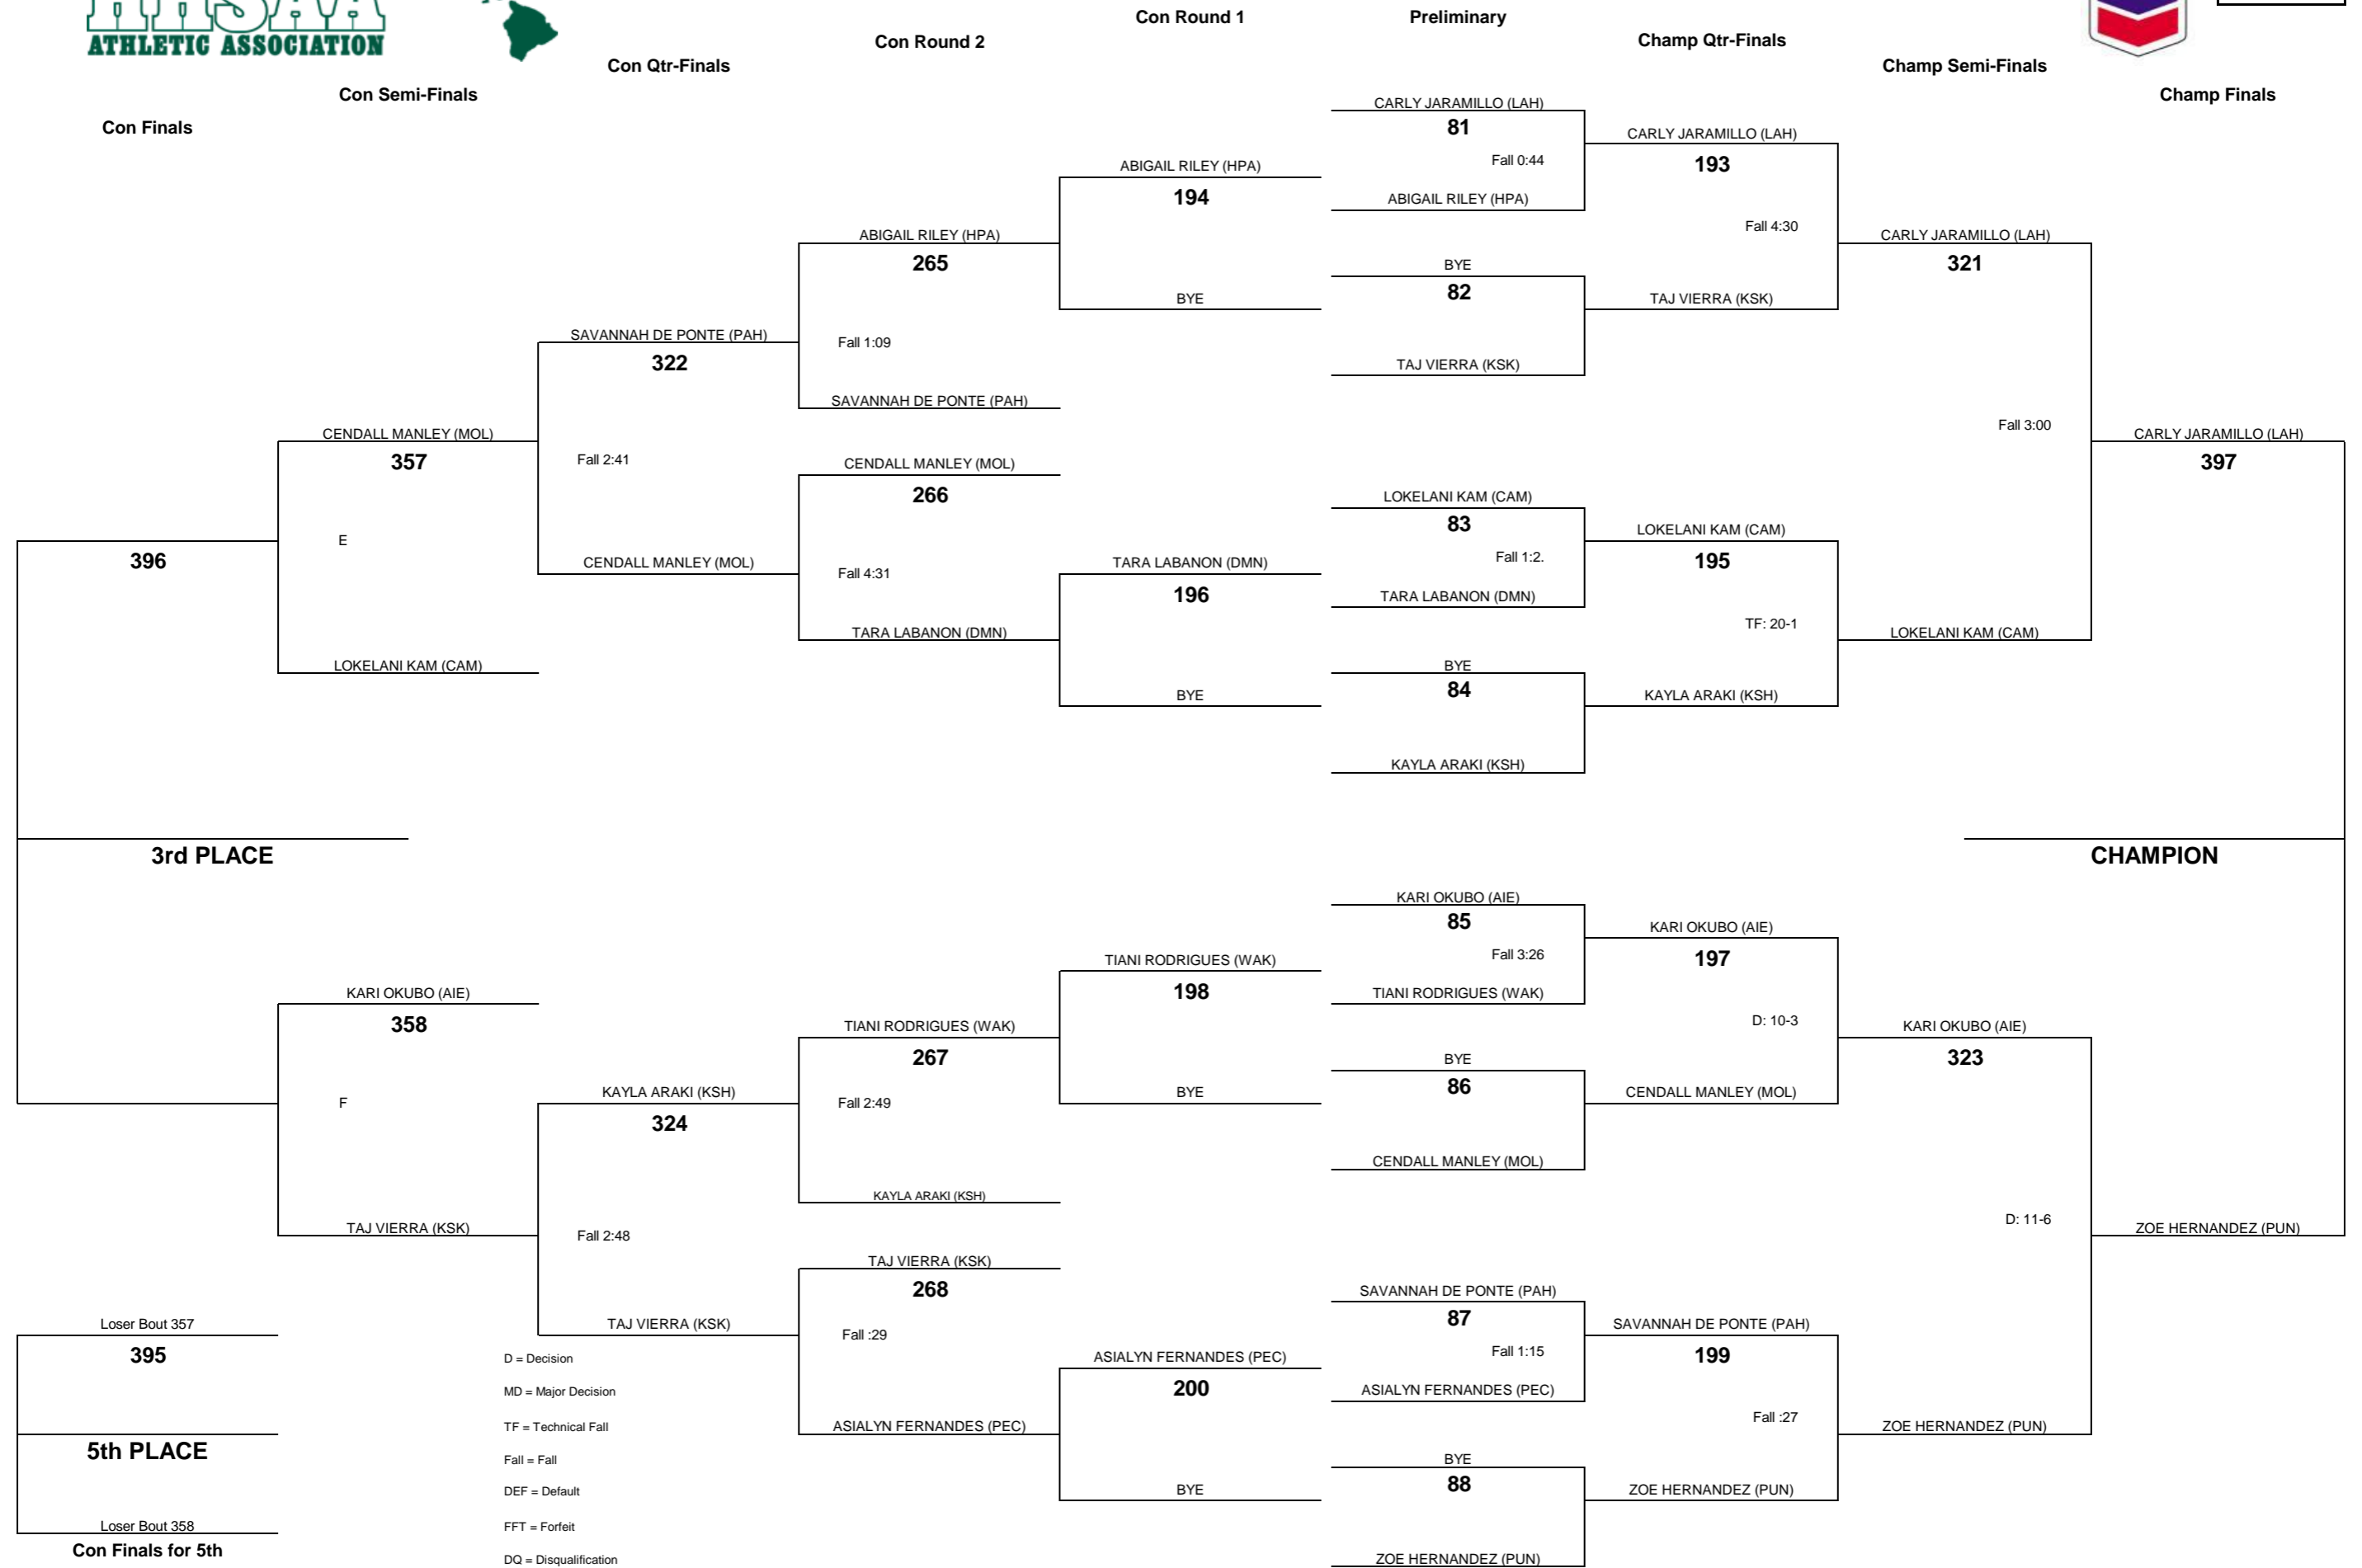 HHSAA
ATHLETIC ASSOCIATION
Con Finals
Con Semi-Finals
Con Qtr-Finals
Con Round 2
Con Round 1
Preliminary
Champ Qtr-Finals
Champ Semi-Finals
Champ Finals
CARLY JARAMILLO (LAH)
81
Fall 0:44
ABIGAIL RILEY (HPA)
BYE
82
TAJ VIERRA (KSK)
LOKELANI KAM (CAM)
83
Fall 1:2.
TARA LABANON (DMN)
BYE
84
KAYLA ARAKI (KSH)
KARI OKUBO (AIE)
85
Fall 3:26
TIANI RODRIGUES (WAK)
BYE
86
CENDALL MANLEY (MOL)
SAVANNAH DE PONTE (PAH)
87
Fall 1:15
ASIALYN FERNANDES (PEC)
BYE
88
ZOE HERNANDEZ (PUN)
CARLY JARAMILLO (LAH)
193
Fall 4:30
TAJ VIERRA (KSK)
LOKELANI KAM (CAM)
195
TF: 20-1
KAYLA ARAKI (KSH)
KARI OKUBO (AIE)
197
D: 10-3
CENDALL MANLEY (MOL)
SAVANNAH DE PONTE (PAH)
199
Fall :27
ZOE HERNANDEZ (PUN)
CARLY JARAMILLO (LAH)
321
Fall 3:00
LOKELANI KAM (CAM)
KARI OKUBO (AIE)
323
D: 11-6
ZOE HERNANDEZ (PUN)
CARLY JARAMILLO (LAH)
397
CHAMPION
ZOE HERNANDEZ (PUN)
ABIGAIL RILEY (HPA)
194
BYE
TARA LABANON (DMN)
196
BYE
TIANI RODRIGUES (WAK)
198
BYE
ASIALYN FERNANDES (PEC)
200
BYE
ABIGAIL RILEY (HPA)
265
Fall 1:09
SAVANNAH DE PONTE (PAH)
CENDALL MANLEY (MOL)
266
Fall 4:31
TARA LABANON (DMN)
TIANI RODRIGUES (WAK)
267
Fall 2:49
KAYLA ARAKI (KSH)
TAJ VIERRA (KSK)
268
Fall :29
ASIALYN FERNANDES (PEC)
SAVANNAH DE PONTE (PAH)
322
Fall 2:41
CENDALL MANLEY (MOL)
KAYLA ARAKI (KSH)
324
Fall 2:48
TAJ VIERRA (KSK)
CENDALL MANLEY (MOL)
357
E
LOKELANI KAM (CAM)
KARI OKUBO (AIE)
358
F
TAJ VIERRA (KSK)
396
3rd PLACE
Loser Bout 357
395
5th PLACE
Loser Bout 358
Con Finals for 5th
D = Decision
MD = Major Decision
TF = Technical Fall
Fall = Fall
DEF = Default
FFT = Forfeit
DQ = Disqualification